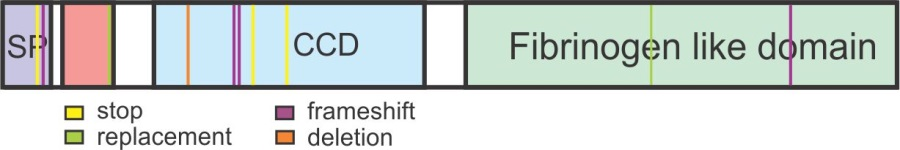 SP CCD Fibrinogen like domain
stop frameshift
replacement deletion